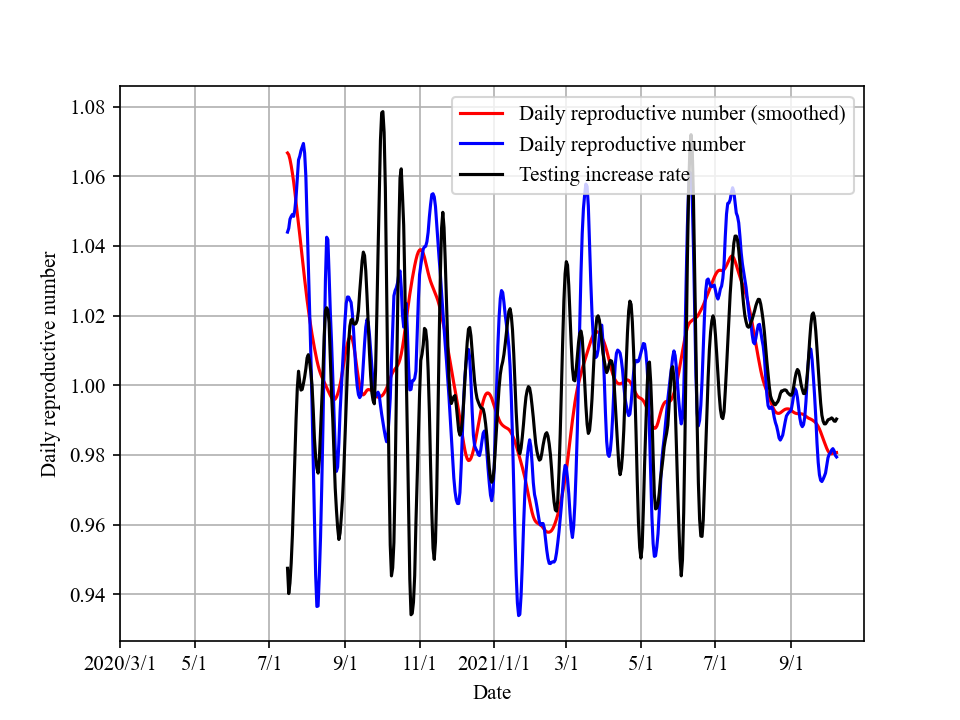 Daily reproductive number (smoothed)
Daily reproductive number
Testing increase rate
Daily reproductive number
1.08
1.06
1.04
1.02
1.00
0.98
0.96
0.94
2020/3/1 5/1 7/1 9/1 11/1 2021/1/1 3/1 5/1 7/1 9/1
Date